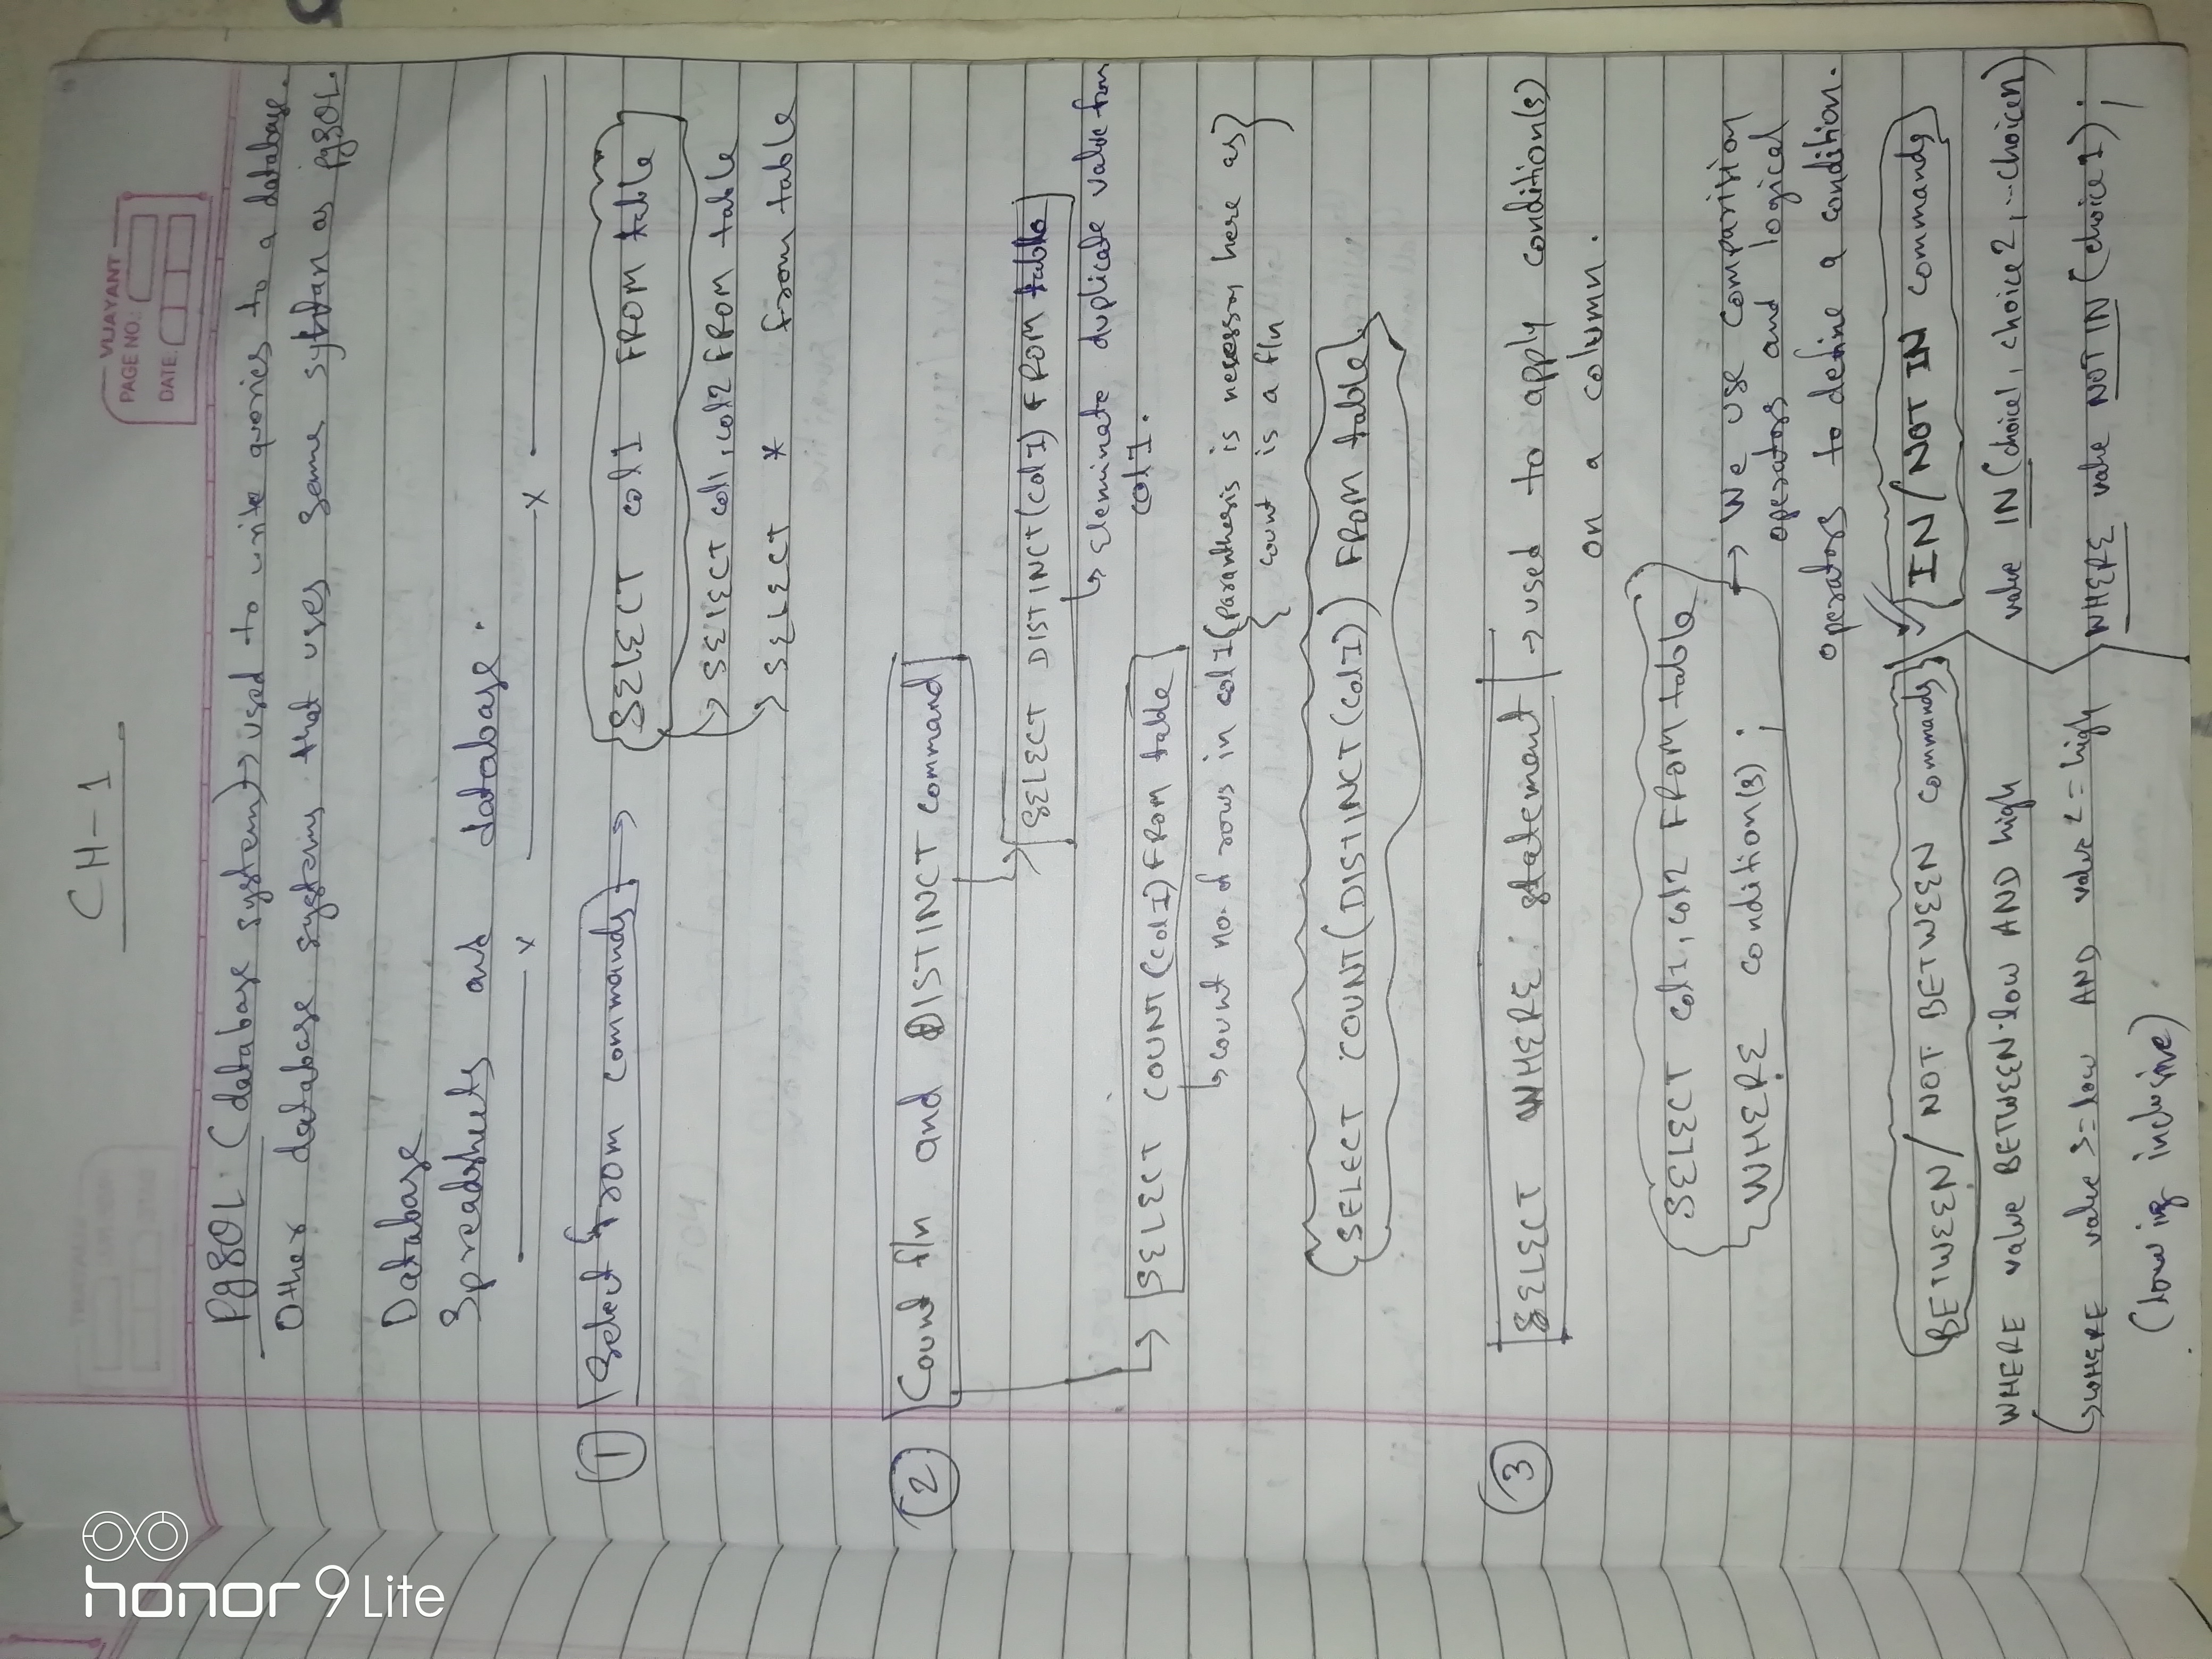 CH-1
VIJAYANT
PAGE NO.:
DATE:
honor 9 Lite
PgSQL: (database system) → used to write queries to a database.
Other database systems that uses same as pgSQL.
Database
Spreadsheets and database.
x x
① Select from commands → SELECT col1 FROM table
→ SELECT col1, col2 FROM table
→ SELECT * from table
② Count f/n and DISTINCT command
SELECT DISTINCT(col1) FROM table
↳ Eleminate duplicate value from
col1.
→ SELECT COUNT(col1) FROM table
↳ count no. of rows in col1 {paranthesis is necessary here as}
{count is a f/n}
SELECT COUNT(DISTINCT(col1)) FROM table
③ SELECT WHERE statement → used to apply condition(s)
on a column.
SELECT col1, col2 FROM table
WHERE condition(s);
→ We use comparision
operators and logical
operators to define a condition.
BETWEEN/NOT BETWEEN commands
WHERE value BETWEEN low AND high
↳ WHERE value >= low AND value <= high
(low is inclusive).
IN/NOT IN commands
value IN (choice1, choice2, ...choicen)
WHERE value NOT IN (choice1);